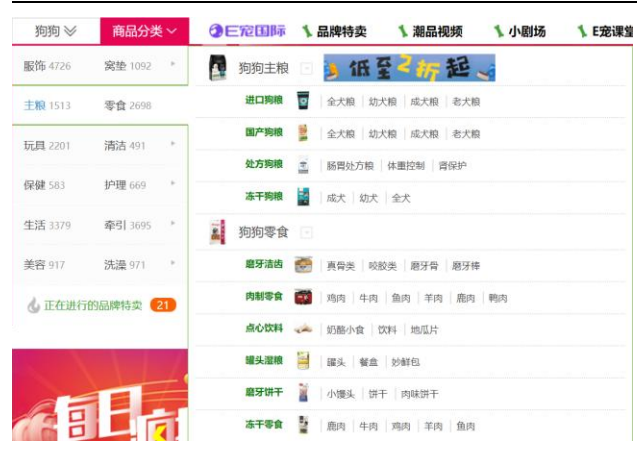 狗狗 商品分类 E宠国际 品牌特卖 潮品视频 小剧场 E宠课堂
服饰 4726 窝垫 1092
主粮 1513 零食 2698
玩具 2201 清洁 491
保健 583 护理 669
生活 3379 牵引 3695
美容 917 洗澡 971
正在进行的品牌特卖 21
每日疯
狗狗主粮 低至2折起
进口狗粮 全犬粮 幼犬粮 成犬粮 老犬粮
国产狗粮 全犬粮 幼犬粮 成犬粮 老犬粮
处方狗粮 肠胃处方粮 体重控制 肾保护
冻干狗粮 成犬 幼犬 全犬
狗狗零食
磨牙洁齿 真骨类 咬胶类 磨牙骨 磨牙棒
肉制零食 鸡肉 牛肉 鱼肉 羊肉 鹿肉 鸭肉
点心饮料 奶酪小食 饮料 地瓜片
罐头湿粮 罐头 餐盒 妙鲜包
磨牙饼干 小馒头 饼干 肉味饼干
冻干零食 鹿肉 牛肉 鸡肉 羊肉 鱼肉